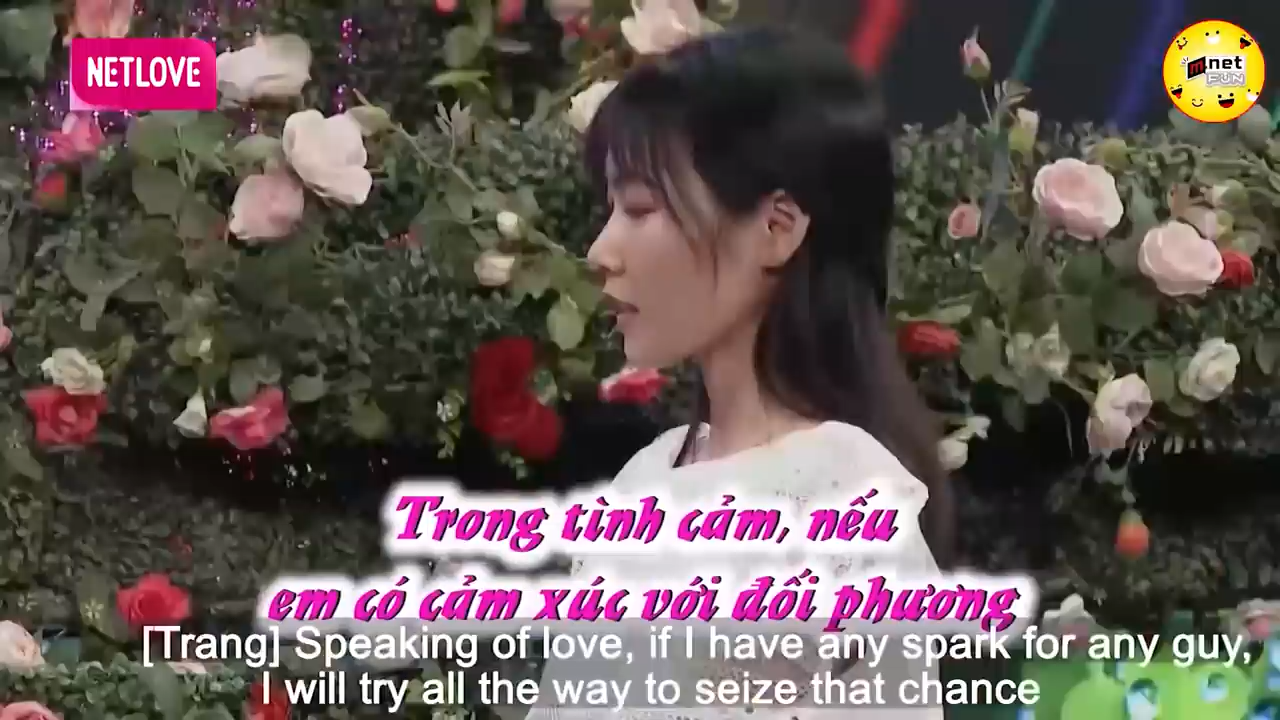 NETLOVE
mnet
FUN
Trong tình cảm, nếu
em có cảm xúc với đối phương
[Trang] Speaking of love, if I have any spark for any guy,
I will try all the way to seize that chance